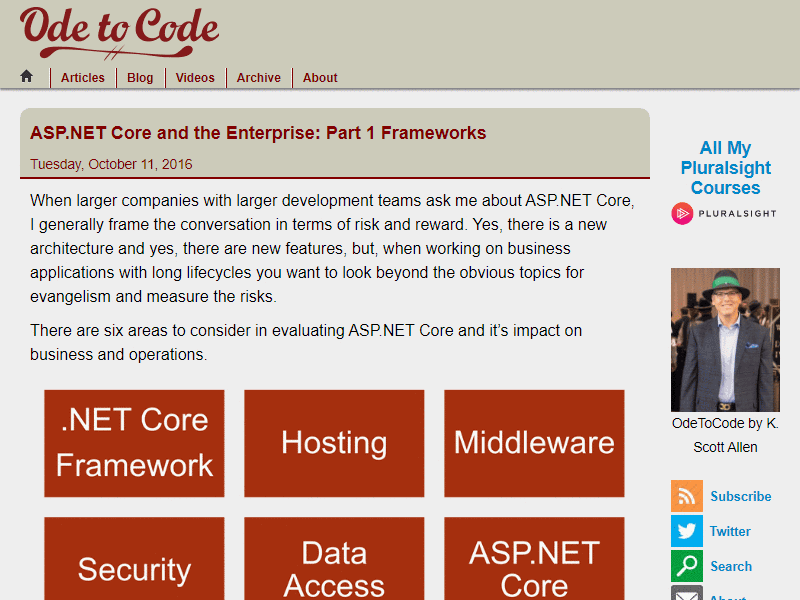 Ode to Code
Articles
Blog
Videos
Archive
About
ASP.NET Core and the Enterprise: Part 1 Frameworks
Tuesday, October 11, 2016
When larger companies with larger development teams ask me about ASP.NET Core,
I generally frame the conversation in terms of risk and reward. Yes, there is a new
architecture and yes, there are new features, but, when working on business
applications with long lifecycles you want to look beyond the obvious topics for
evangelism and measure the risks.
There are six areas to consider in evaluating ASP.NET Core and it’s impact on
business and operations.
.NET Core
Framework
Hosting
Middleware
Security
Data
Access
ASP.NET
Core
All My
Pluralsight
Courses
PLURALSIGHT
OdeToCode by K.
Scott Allen
Subscribe
Twitter
Search
About